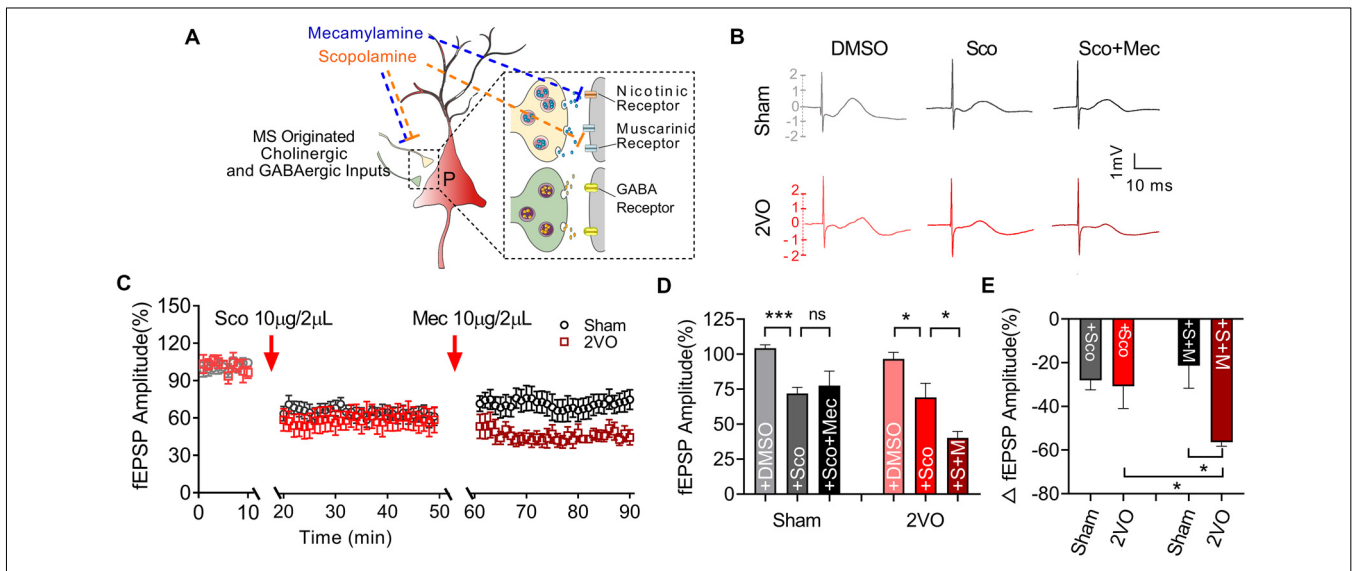 A
Mecamylamine
Scopolamine
MS Originated
Cholinergic
and GABAergic Inputs
P
Nicotinic
Receptor
Muscarinid
Receptor
GABA
Receptor
B
DMSO
Sco
Sco+Mec
Sham
2
1
0
-1
-2
2VO
2
1
0
-1
-2
1mV
10 ms
C
fEPSP Amplitude(%)
150
120
90
60
30
0
Sco 10μg/2μL
Mec 10μg/2μL
Sham
2VO
0
10
20
30
40
50
60
70
80
90
Time (min)
D
fEPSP Amplitude(%)
125
100
75
50
25
0
***
ns
*
*
+DMSO
+Sco
+Sco+Mec
+DMSO
+Sco
+S+M
Sham
2VO
E
△ fEPSP Amplitude(%)
0
-20
-40
-60
-80
+Sco
+Sco
+S+M
+S+M
*
*
Sham
2VO
Sham
2VO